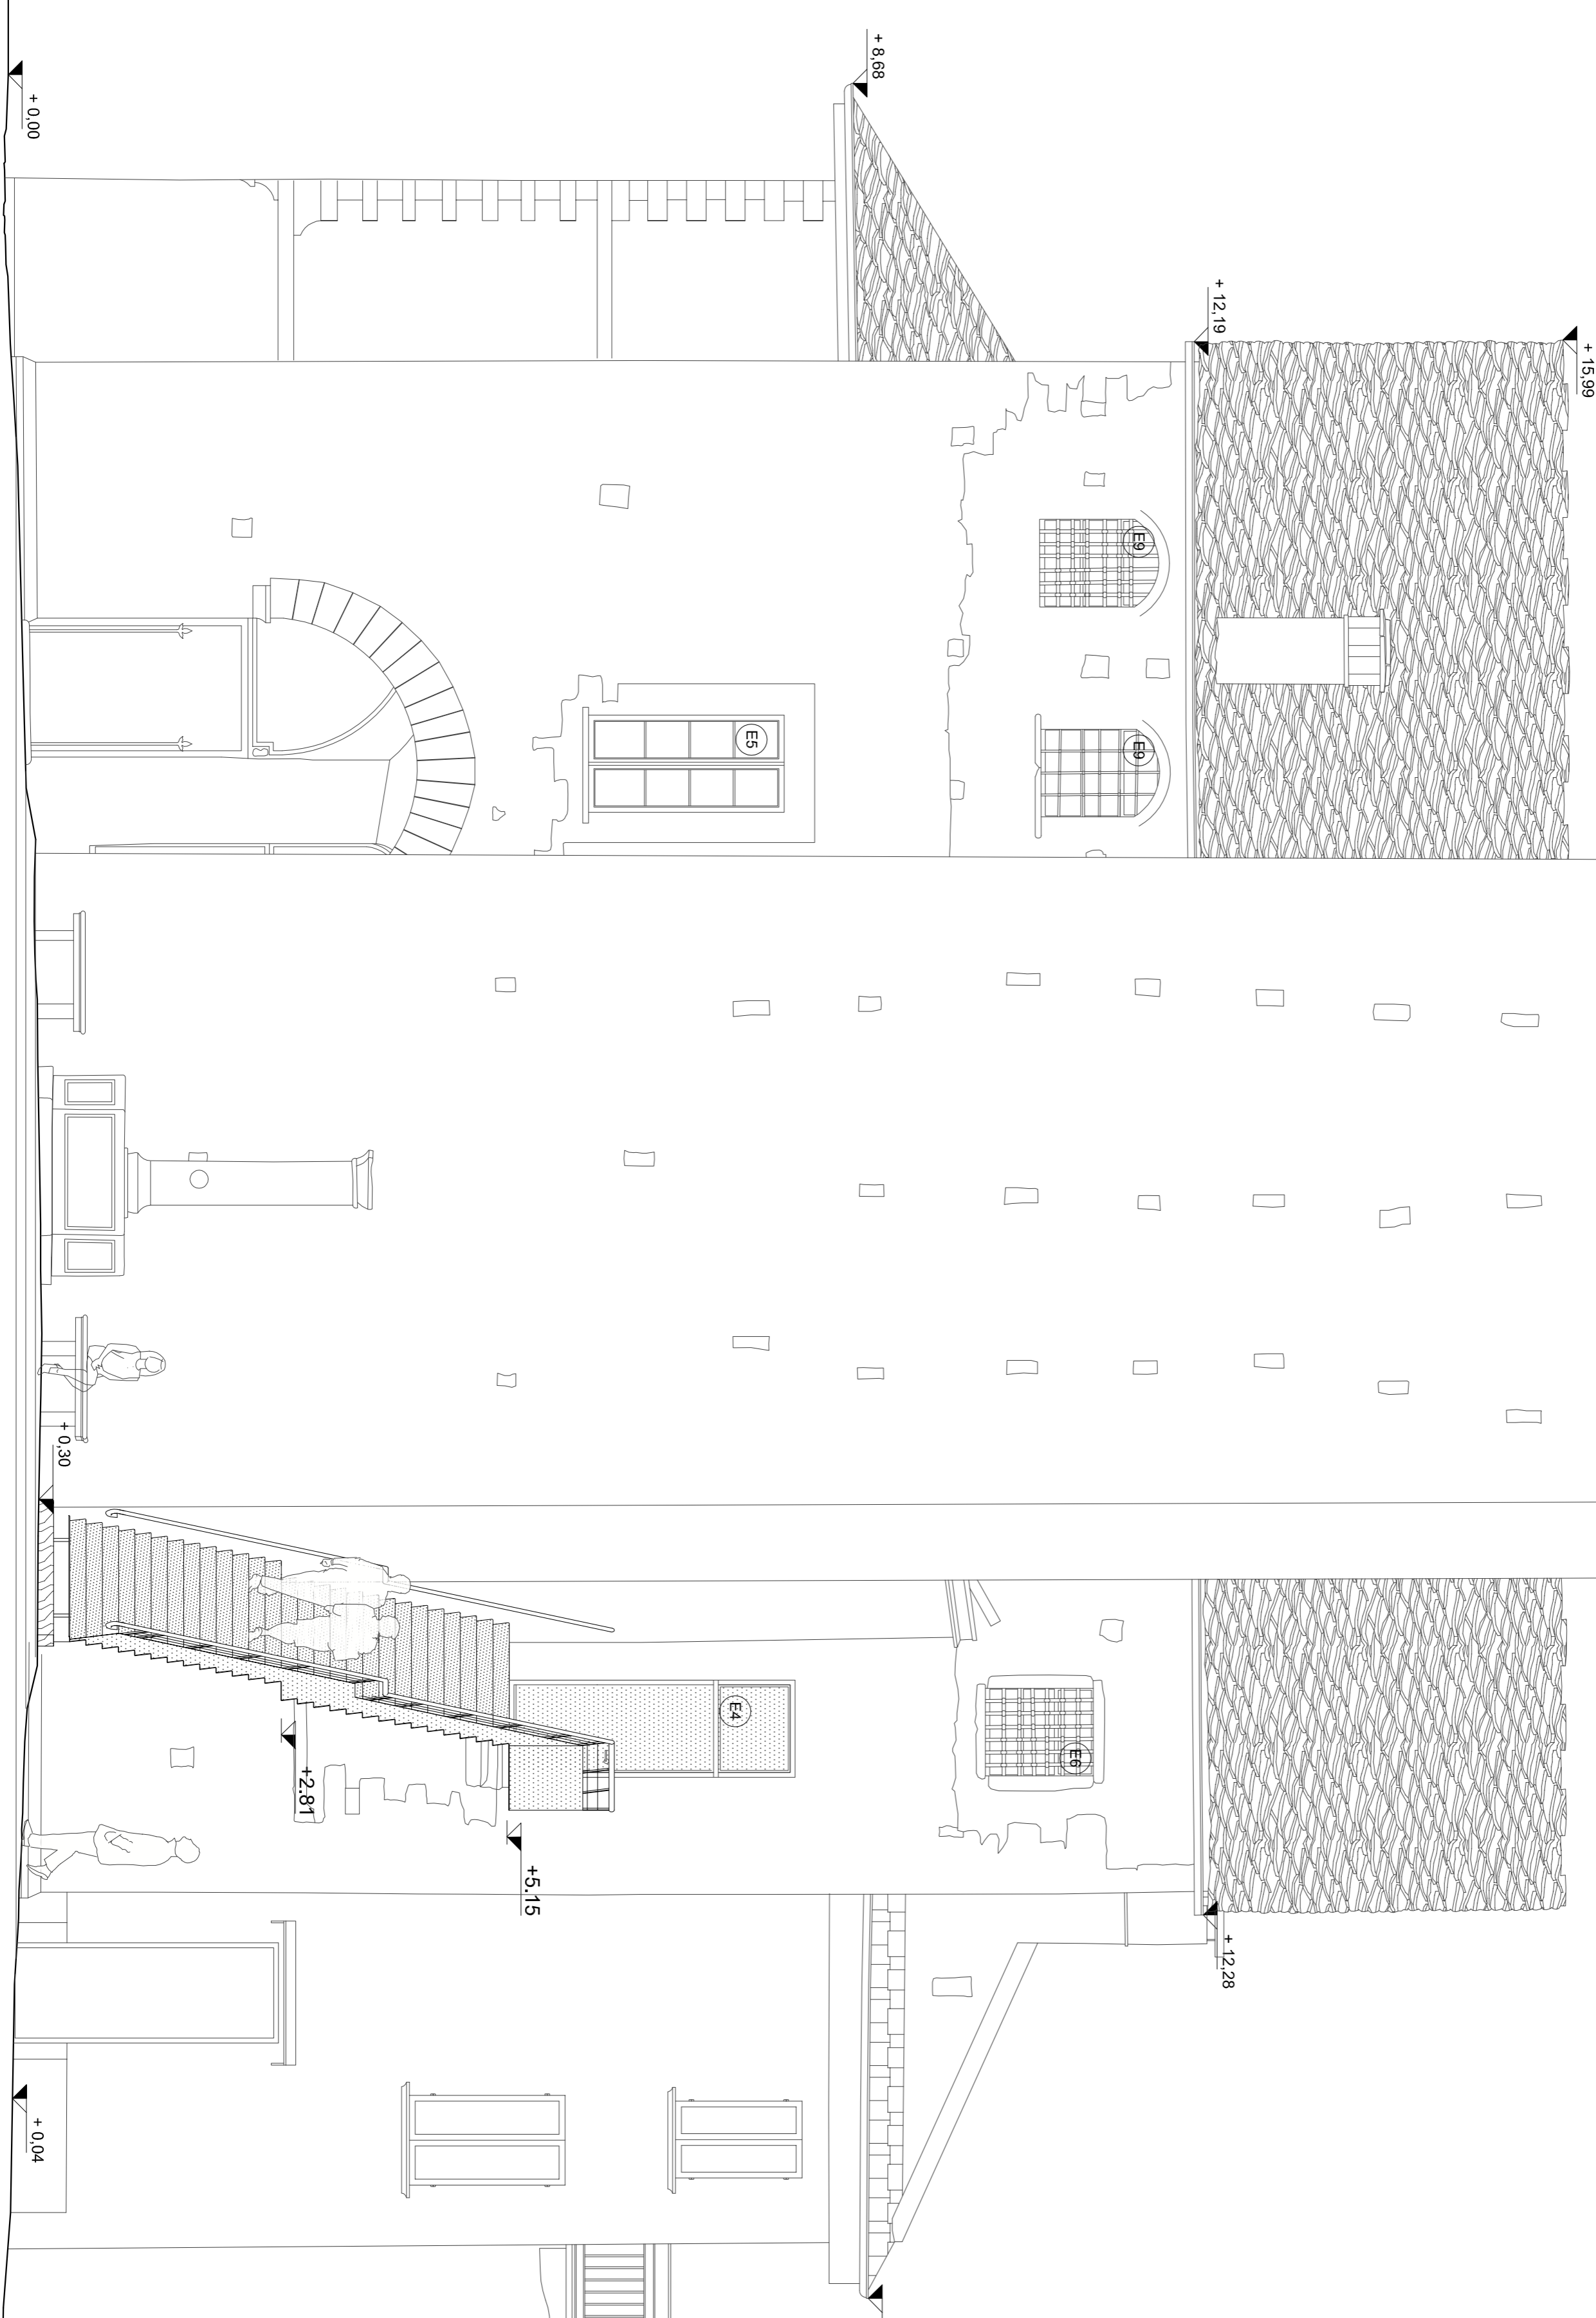 + 15,99
+ 12,19
+ 12,28
E9
E9
E6
+ 8,68
E5
E4
+5.15
+2.81
+ 0,30
+ 0,00
+ 0,04